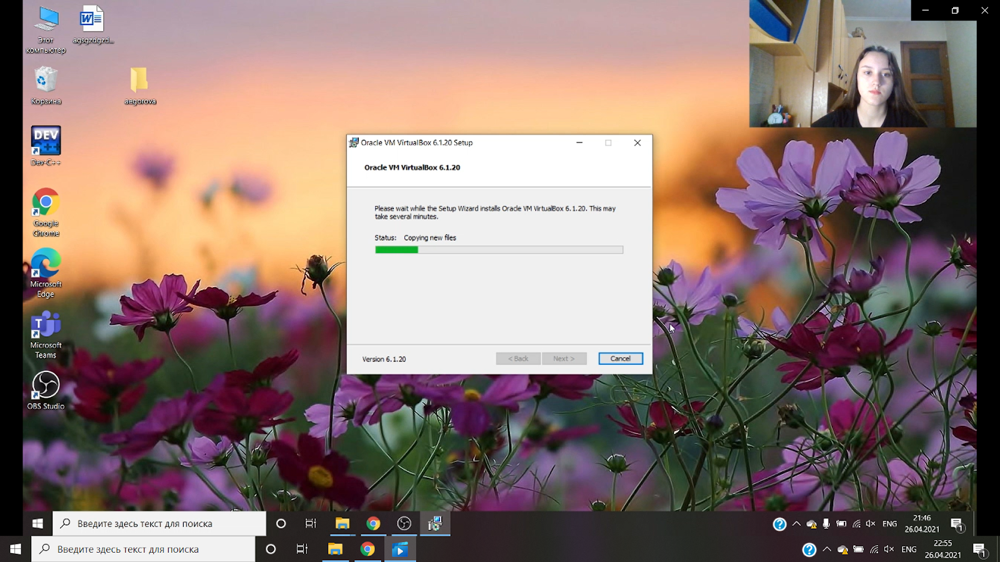 Этот
компьютер
agsgzdgzd...
Корзина
aegorova
DEV
C++
Dev-C++
Google
Chrome
Microsoft
Edge
T
Microsoft
Teams
OBS Studio
Oracle VM VirtualBox 6.1.20 Setup
Oracle VM VirtualBox 6.1.20
Please wait while the Setup Wizard installs Oracle VM VirtualBox 6.1.20. This may
take several minutes.
Status: Copying new files
Version 6.1.20
< Back
Next >
Cancel
Введите здесь текст для поиска
ENG
21:46
26.04.2021
1
Введите здесь текст для поиска
ENG
22:55
26.04.2021
1